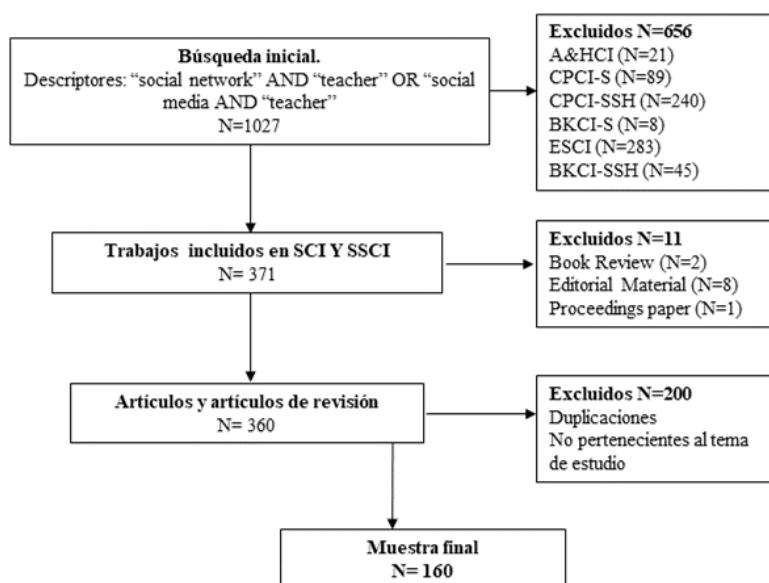 Búsqueda inicial.
Descriptores: “social network” AND “teacher” OR “social
media AND “teacher”
N=1027
Excluidos N=656
A&HCI (N=21)
CPCI-S (N=89)
CPCI-SSH (N=240)
BKCI-S (N=8)
ESCI (N=283)
BKCI-SSH (N=45)
Trabajos incluidos en SCI Y SSCI
N= 371
Excluidos N=11
Book Review (N=2)
Editorial Material (N=8)
Proceedings paper (N=1)
Artículos y artículos de revisión
N= 360
Excluidos N=200
Duplicaciones
No pertenecientes al tema
de estudio
Muestra final
N= 160